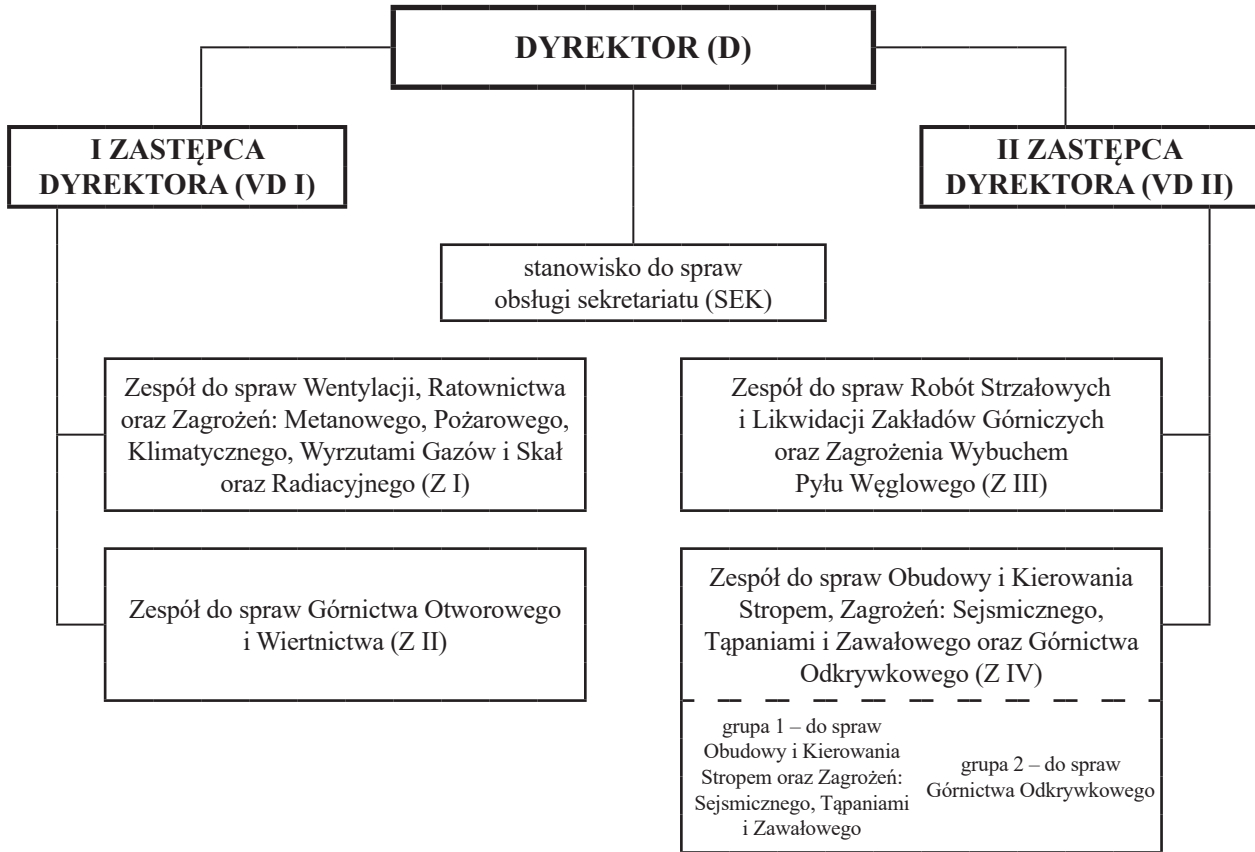 DYREKTOR (D)
I ZASTĘPCA
DYREKTORA (VD I)
II ZASTĘPCA
DYREKTORA (VD II)
stanowisko do spraw
obsługi sekretariatu (SEK)
Zespół do spraw Wentylacji, Ratownictwa
oraz Zagrożeń: Metanowego, Pożarowego,
Klimatycznego, Wyrzutami Gazów i Skał
oraz Radiacyjnego (Z I)
Zespół do spraw Robót Strzałowych
i Likwidacji Zakładów Górniczych
oraz Zagrożenia Wybuchem
Pyłu Węglowego (Z III)
Zespół do spraw Górnictwa Otworowego
i Wiertnictwa (Z II)
Zespół do spraw Obudowy i Kierowania
Stropem, Zagrożeń: Sejsmicznego,
Tąpaniami i Zawałowego oraz Górnictwa
Odkrywkowego (Z IV)
grupa 1 – do spraw
Obudowy i Kierowania
Stropem oraz Zagrożeń:
Sejsmicznego, Tąpaniami
i Zawałowego
grupa 2 – do spraw
Górnictwa Odkrywkowego